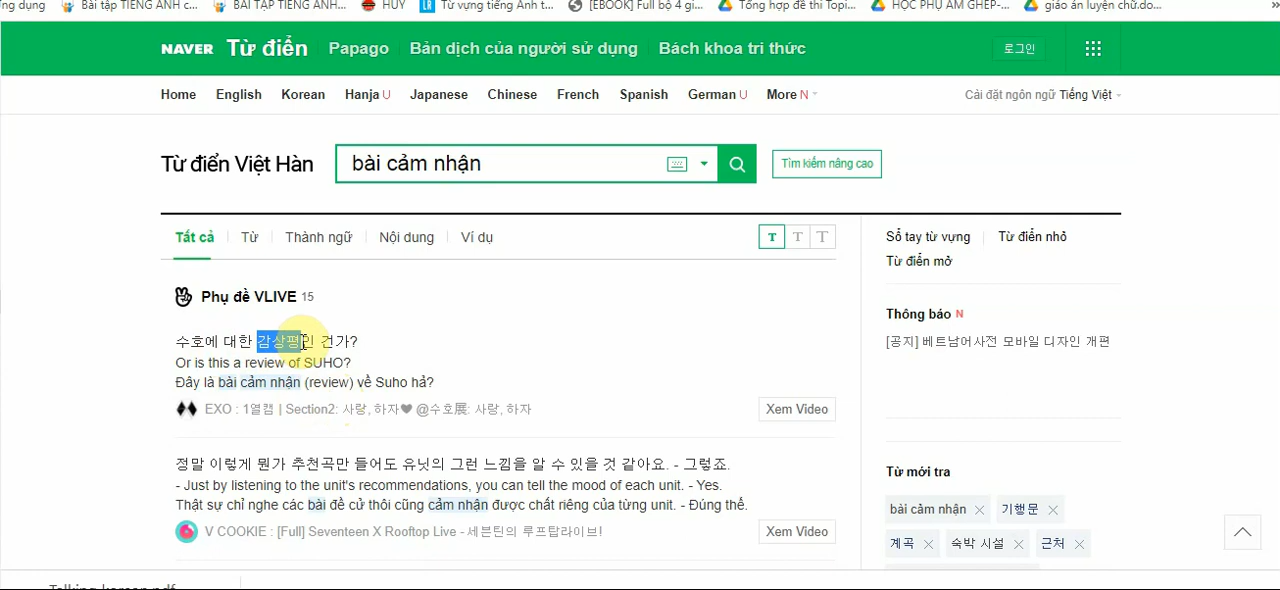 ng dụng Bài tập TIẾNG ANH c... BÀI TẬP TIẾNG ANH... HUY Từ vựng tiếng Anh t... [EBOOK] Full bộ 4 gi... Tổng hợp đề thi Topi... HỌC PHỤ ÂM GHÉP-... giáo án luyện chữ.do... »
NAVER Từ điển Papago Bản dịch của người sử dụng Bách khoa tri thức 로그인
Home English Korean Hanja U Japanese Chinese French Spanish German U More N Cài đặt ngôn ngữ Tiếng Việt
Từ điển Việt Hàn bài cảm nhận Tìm kiếm nâng cao
Tất cả Từ Thành ngữ Nội dung Ví dụ T T T
Sổ tay từ vựng Từ điển nhỏ
Từ điển mở
Phụ đề VLIVE 15
수호에 대한 감상평인 건가?
Or is this a review of SUHO?
Đây là bài cảm nhận (review) về Suho hả?
EXO : 1열캠 | Section2: 사랑, 하자♥ @수호展: 사랑, 하자 Xem Video
정말 이렇게 뭔가 추천곡만 들어도 유닛의 그런 느낌을 알 수 있을 것 같아요. - 그렇죠.
- Just by listening to the unit's recommendations, you can tell the mood of each unit. - Yes.
Thật sự chỉ nghe các bài đề cử thôi cũng cảm nhận được chất riêng của từng unit. - Đúng thế.
V COOKIE : [Full] Seventeen X Rooftop Live - 세븐틴의 루프탑라이브! Xem Video
Thông báo N
[공지] 베트남어사전 모바일 디자인 개편
Từ mới tra
bài cảm nhận 기행문
계곡 숙박 시설 근처
Talking korean.pdf